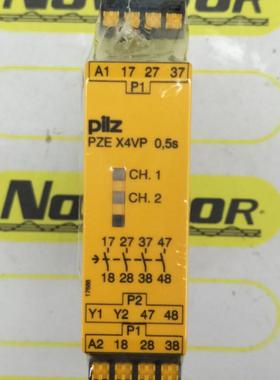 A1 17 27 37
P1
pilz
PZE X4VP 0,5s
CH. 1
CH. 2
17 27 37 47
18 28 38 48
P2
Y1 Y2 47 48
P1
A2 18 28 38